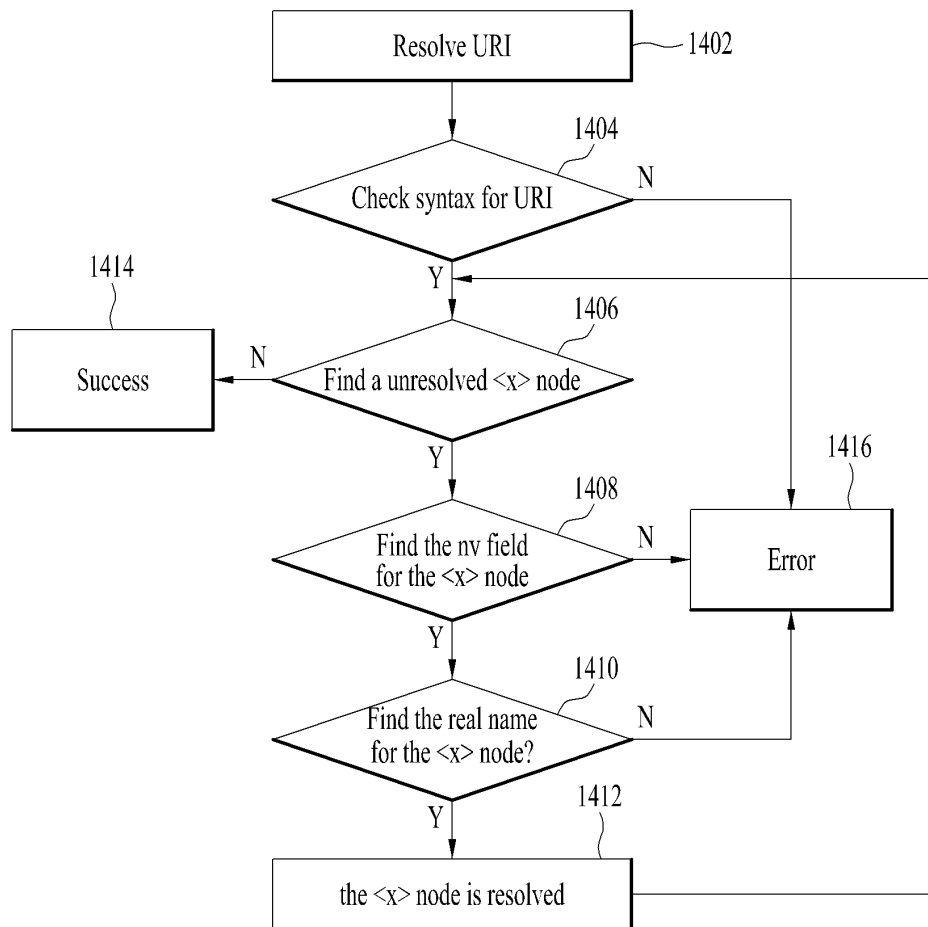 Resolve URI
1402
1404
Check syntax for URI
N
Y
1414
1406
Success
N
Find a unresolved <x> node
Y
1416
1408
Find the nv field
for the <x> node
N
Error
Y
1410
Find the real name
for the <x> node?
N
Y
1412
the <x> node is resolved